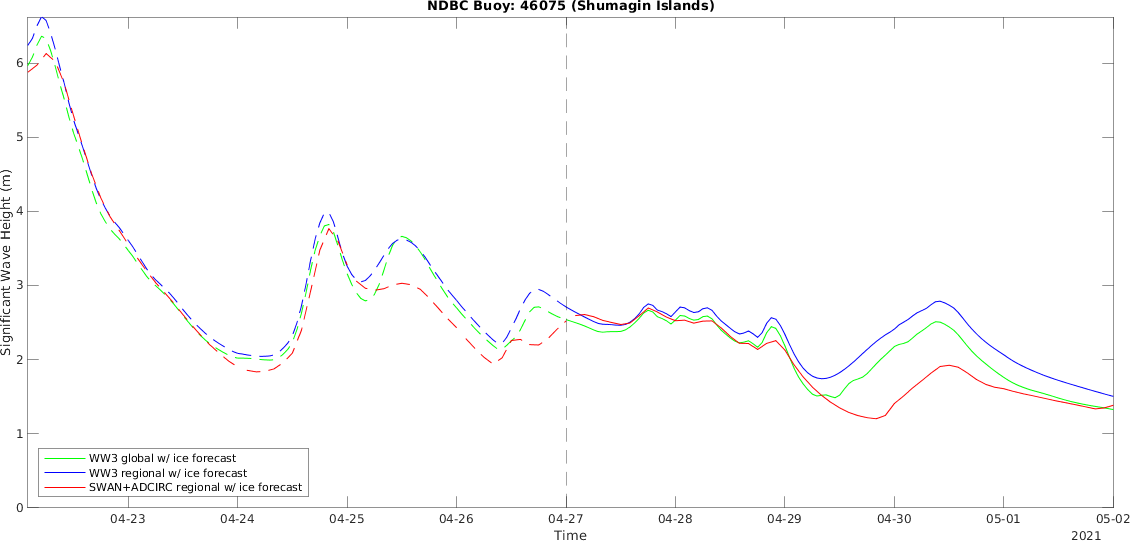 NDBC Buoy: 46075 (Shumagin Islands)
Significant Wave Height (m)
6
5
4
3
2
1
0
WW3 global w/ ice forecast
WW3 regional w/ ice forecast
SWAN+ADCIRC regional w/ ice forecast
04-23 04-24 04-25 04-26 04-27 04-28 04-29 04-30 05-01 05-02
Time
2021